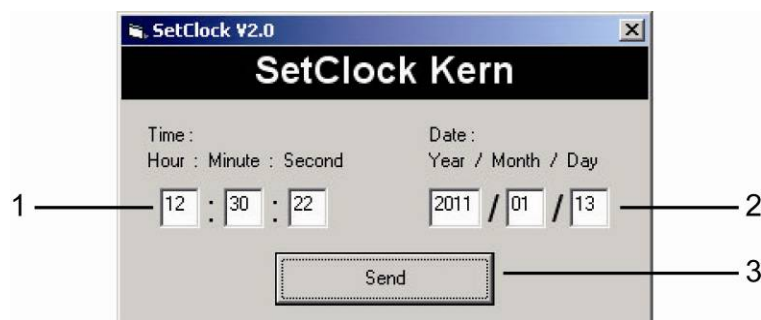 SetClock V2.0
SetClock Kern
Time : Date :
Hour : Minute : Second Year / Month / Day
1 12 : 30 : 22 2011 / 01 / 13 2
Send 3